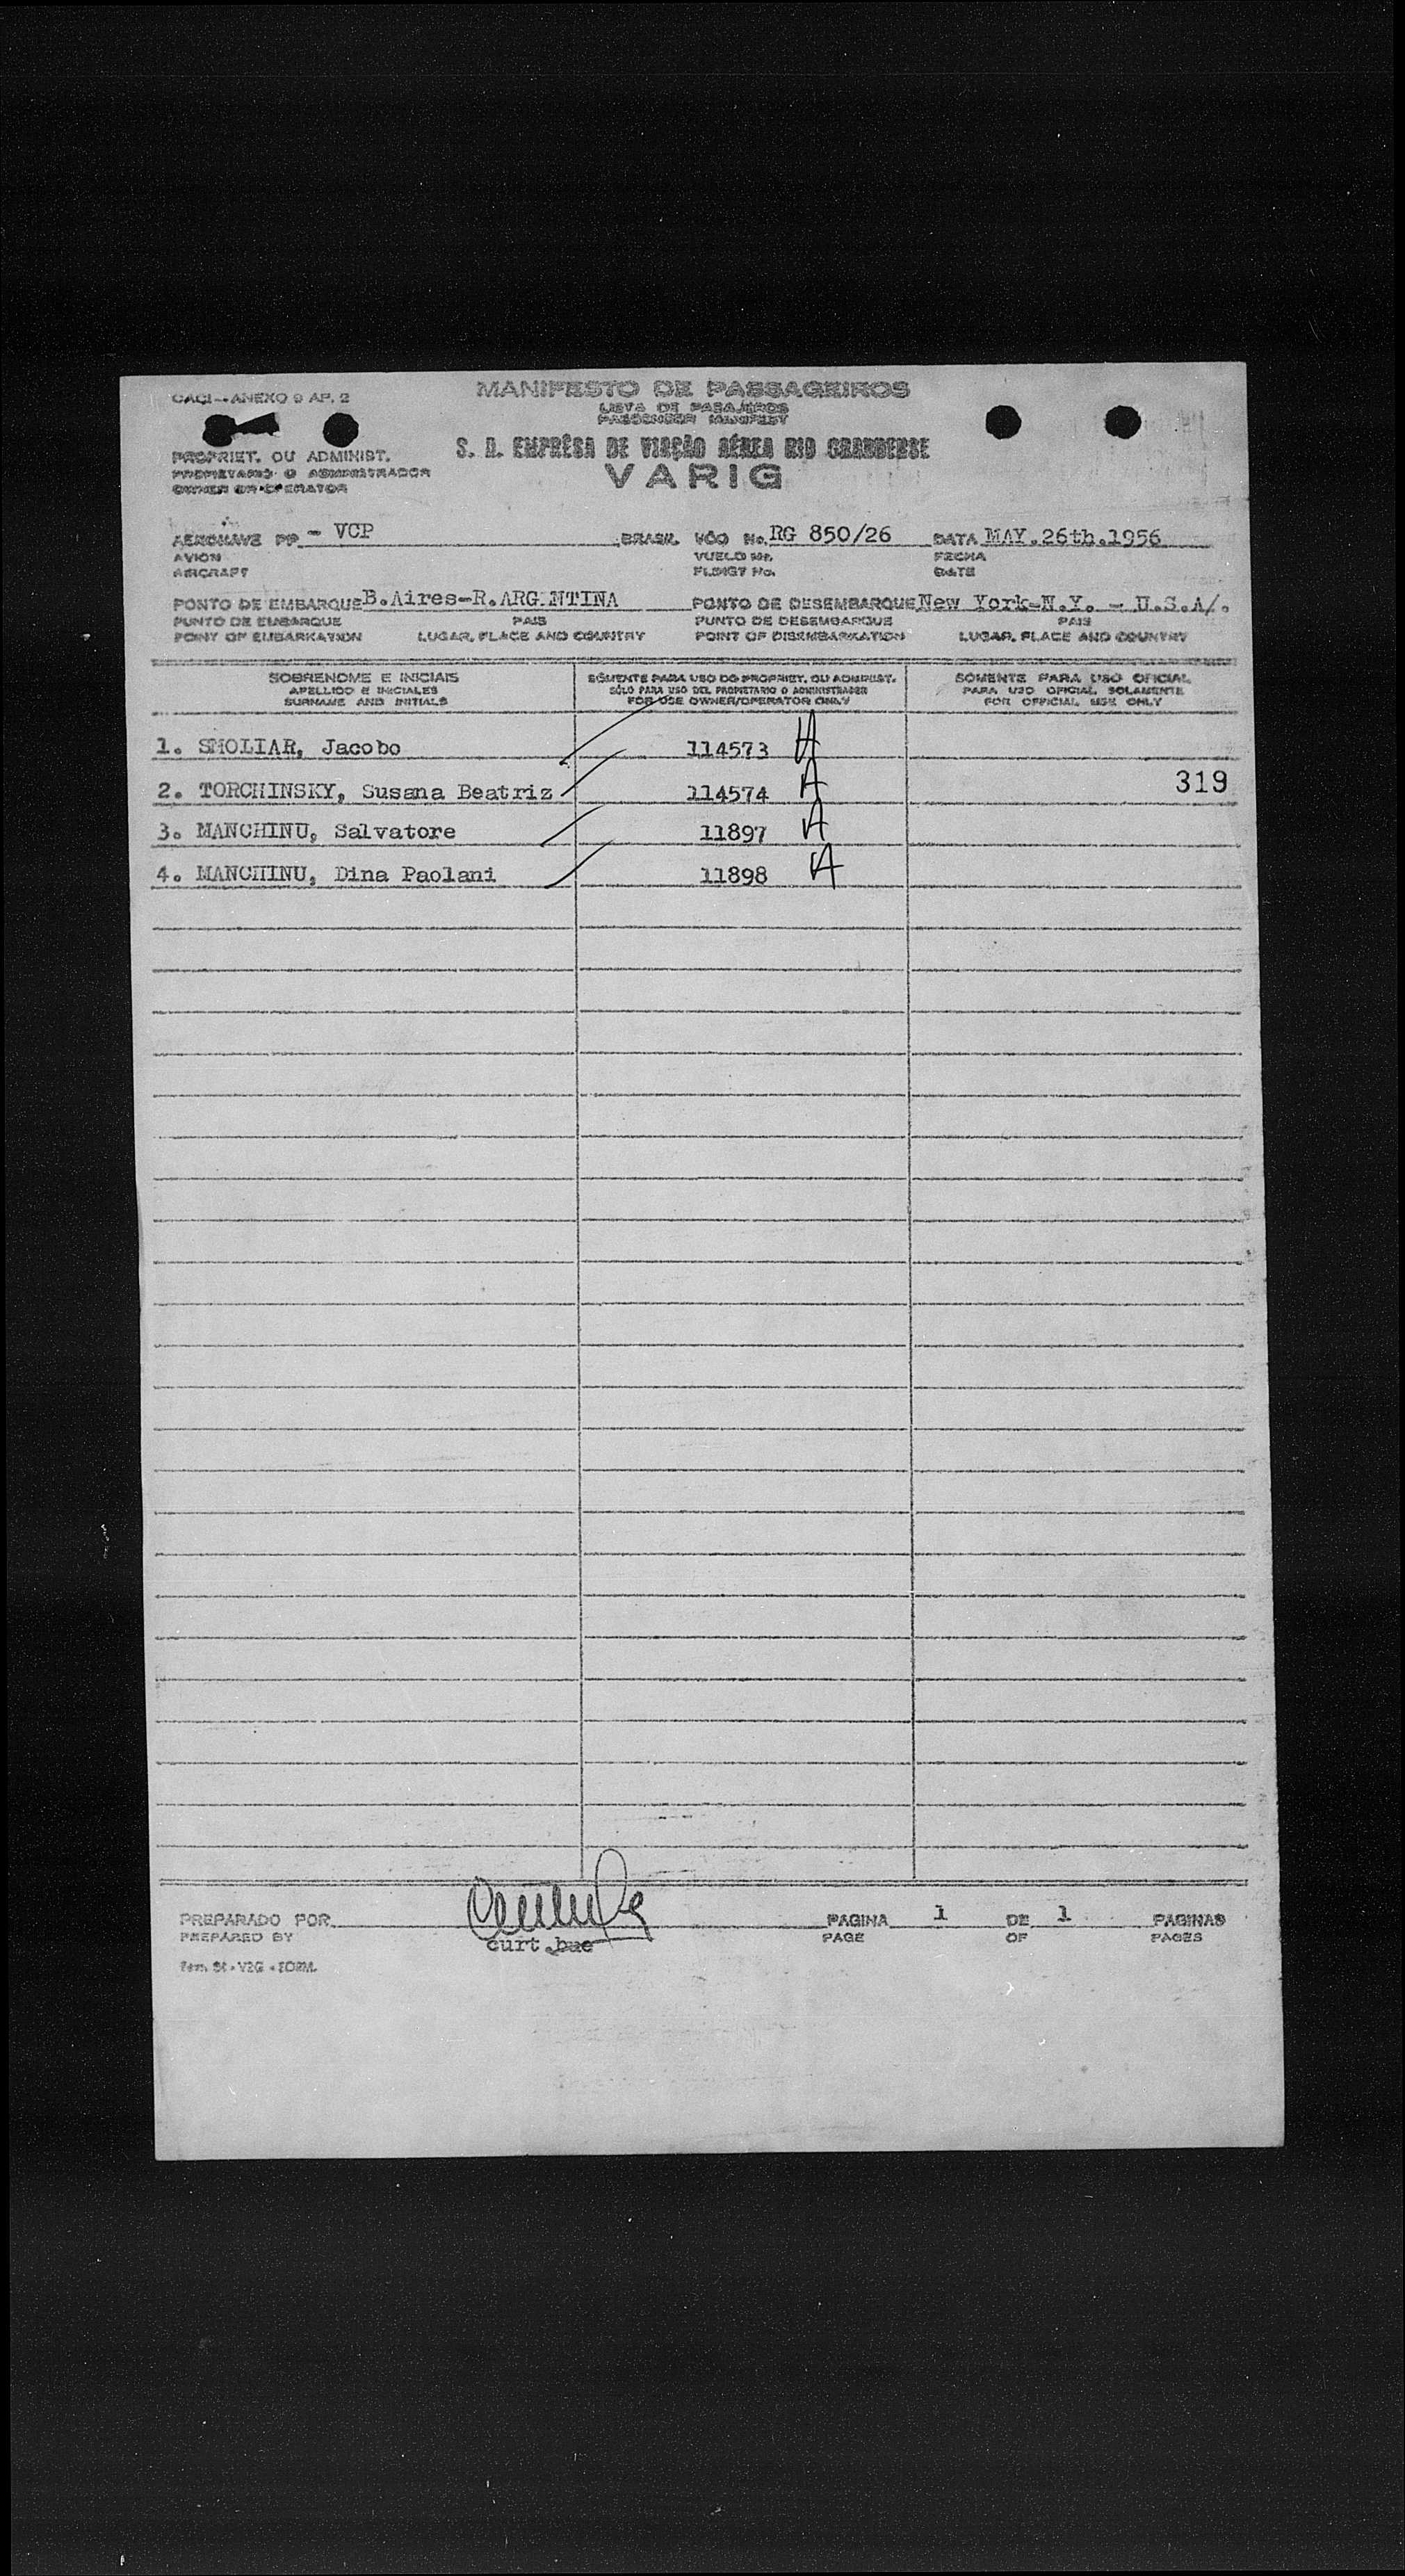 MANIFESTO DE PASSAGEIROS
LISTA DE PASAJEROS
PASSENGER MANIFEST
OACI - ANEXO 9 AP. 2
S. A. EMPRÊSA DE VIAÇÃO AÉREA RIO GRANDENSE
VARIG
PROPRIET. OU ADMINIST.
PROPIETARIO O ADMINISTRADOR
OWNER OR OPERATOR
AERONAVE PP - VCP BRASIL VÔO No. RG 850/26 DATA MAY.26th.1956
AVION VUELO Nr. FECHA
AIRCRAFT FLIGHT No. DATE
PONTO DE EMBARQUE B.Aires-R.ARG.NTINA PONTO DE DESEMBARQUE New York-N.Y. - U.S.A/.
PUNTO DE EMBARQUE PAIS PUNTO DE DESEMBARQUE PAIS
POINT OF EMBARKATION LUGAR, PLACE AND COUNTRY POINT OF DISEMBARKATION LUGAR, PLACE AND COUNTRY
SOBRENOME E INICIAIS SÓMENTE PARA USO DO PROPRIET. OU ADMINIST. SOMENTE PARA USO OFICIAL
APELLIDO E INICIALES SÓLO PARA USO DEL PROPIETARIO O ADMINISTRADOR PARA USO OFICIAL SOLAMENTE
SURNAME AND INITIALS FOR USE OWNER/OPERATOR ONLY FOR OFFICIAL USE ONLY
1. SMOLIAR, Jacobo 114573 A
2. TORCHINSKY, Susana Beatriz 114574 A 319
3. MANCHINU, Salvatore 11897 A
4. MANCHINU, Dina Paolani 11898 A
PREPARADO POR PAGINA 1 DE 1 PAGINAS
PREPARED BY curt.bue PAGE OF PAGES